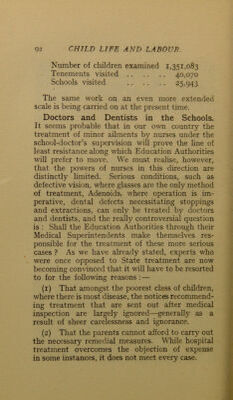 92 CHILD LIFE AND LABOUR.
Number of children examined 1,351,083
Tenements visited .. .. .. 40,070
Schools visited .. .. .. 25,943
The same work on an even more extended
scale is being carried on at the present time.
Doctors and Dentists in the Schools.
It seems probable that in our own country the
treatment of minor ailments by nurses under the
school-doctor's supervision will prove the line of
least resistance along which Education Authorities
will prefer to move. We must realise, however,
that the powers of nurses in this direction are
distinctly limited. Serious conditions, such as
defective vision, where glasses are the only method
of treatment, Adenoids, where operation is im-
perative, dental defects necessitating stoppings
and extractions, can only be treated by doctors
and dentists, and the really controversial question
is: Shall the Education Authorities through their
Medical Superintendents make themselves res-
ponsible for the treatment of these more serious
cases? As we have already stated, experts who
were once opposed to State treatment are now
becoming convinced that it will have to be resorted
to for the following reasons:—
(1) That amongst the poorest class of children,
where there is most disease, the notices recommend-
ing treatment that are sent out after medical
inspection are largely ignored—generally as a
result of sheer carelessness and ignorance.
(2) That the parents cannot afford to carry out
the necessary remedial measures. While hospital
treatment overcomes the objection of expense
in some instances, it does not meet every case.